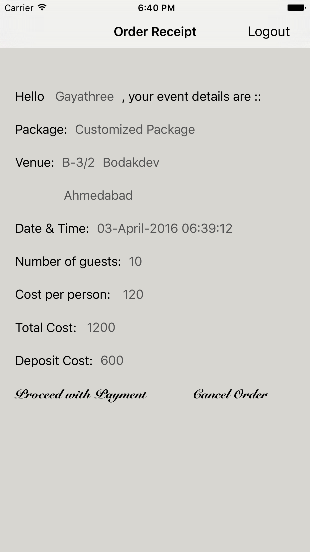 Carrier 6:40 PM
Order Receipt Logout
Hello Gayathree , your event details are ::
Package: Customized Package
Venue: B-3/2 Bodakdev
Ahmedabad
Date & Time: 03-April-2016 06:39:12
Number of guests: 10
Cost per person: 120
Total Cost: 1200
Deposit Cost: 600
Proceed with Payment Cancel Order